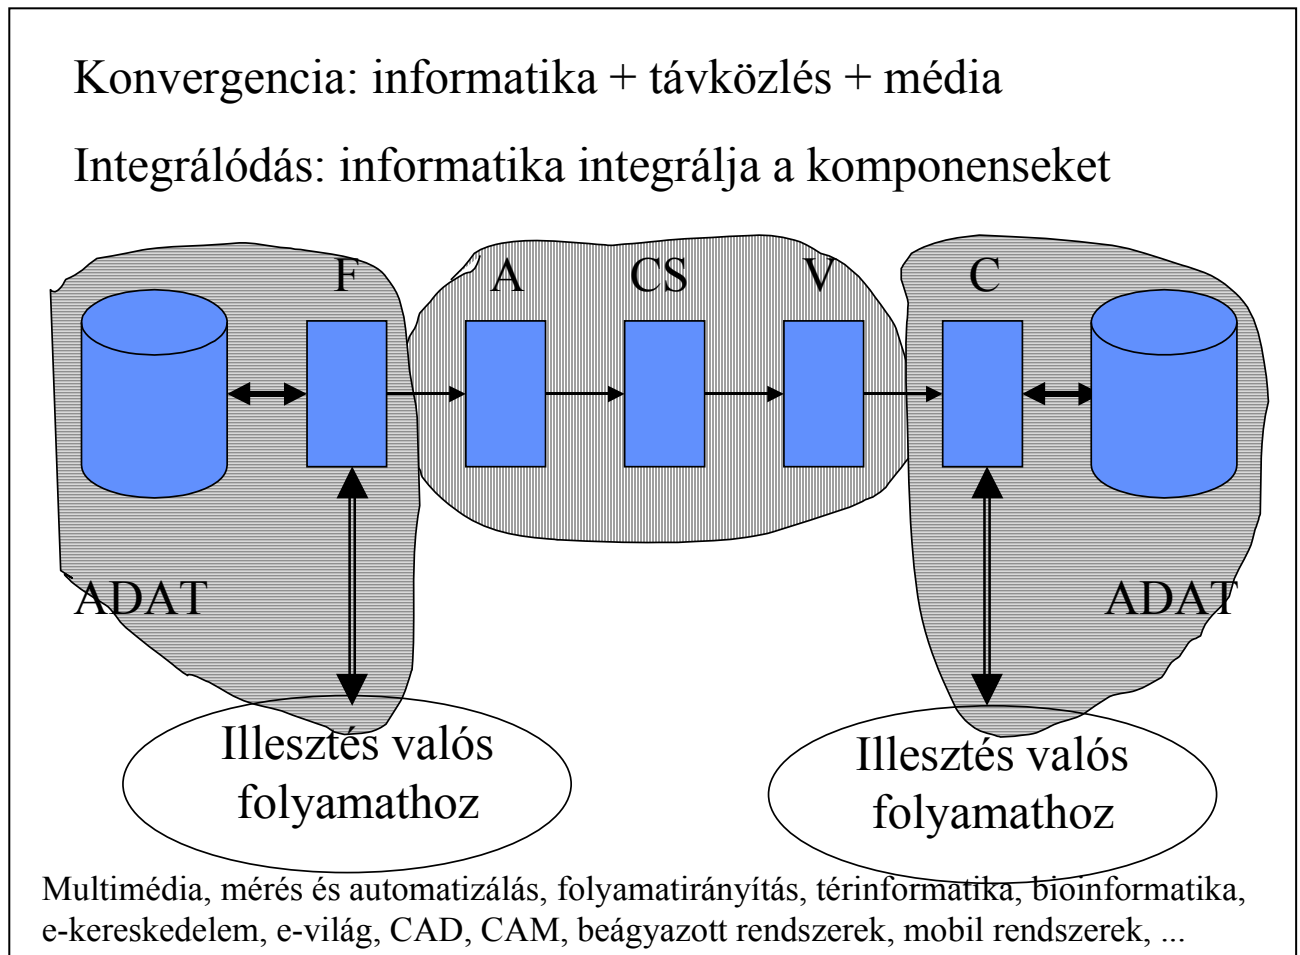 Konvergencia: informatika + távközlés + média
Integrálódás: informatika integrálja a komponenseket
F A CS V C
ADAT ADAT
Illesztés valós
folyamathoz
Illesztés valós
folyamathoz
Multimédia, mérés és automatizálás, folyamatirányítás, térinformatika, bioinformatika,
e-kereskedelem, e-világ, CAD, CAM, beágyazott rendszerek, mobil rendszerek, ...